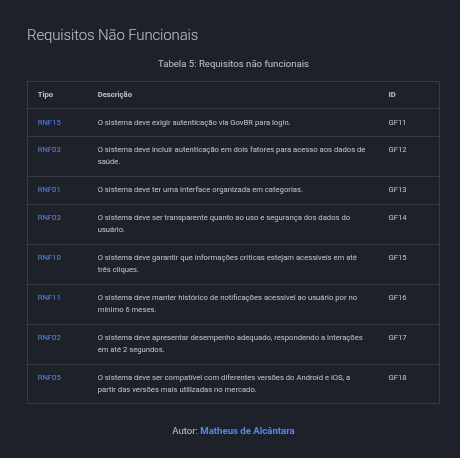 Requisitos Não Funcionais
Tabela 5: Requisitos não funcionais
Tipo Descrição ID
RNF15 O sistema deve exigir autenticação via GovBR para login. GF11
RNF03 O sistema deve incluir autenticação em dois fatores para acesso aos dados de GF12
saúde.
RNF01 O sistema deve ter uma interface organizada em categorias. GF13
RNF03 O sistema deve ser transparente quanto ao uso e segurança dos dados do GF14
usuário.
RNF10 O sistema deve garantir que informações críticas estejam acessíveis em até GF15
três cliques.
RNF11 O sistema deve manter histórico de notificações acessível ao usuário por no GF16
mínimo 6 meses.
RNF02 O sistema deve apresentar desempenho adequado, respondendo a interações GF17
em até 2 segundos.
RNF05 O sistema deve ser compatível com diferentes versões do Android e iOS, a GF18
partir das versões mais utilizadas no mercado.
Autor: Matheus de Alcântara